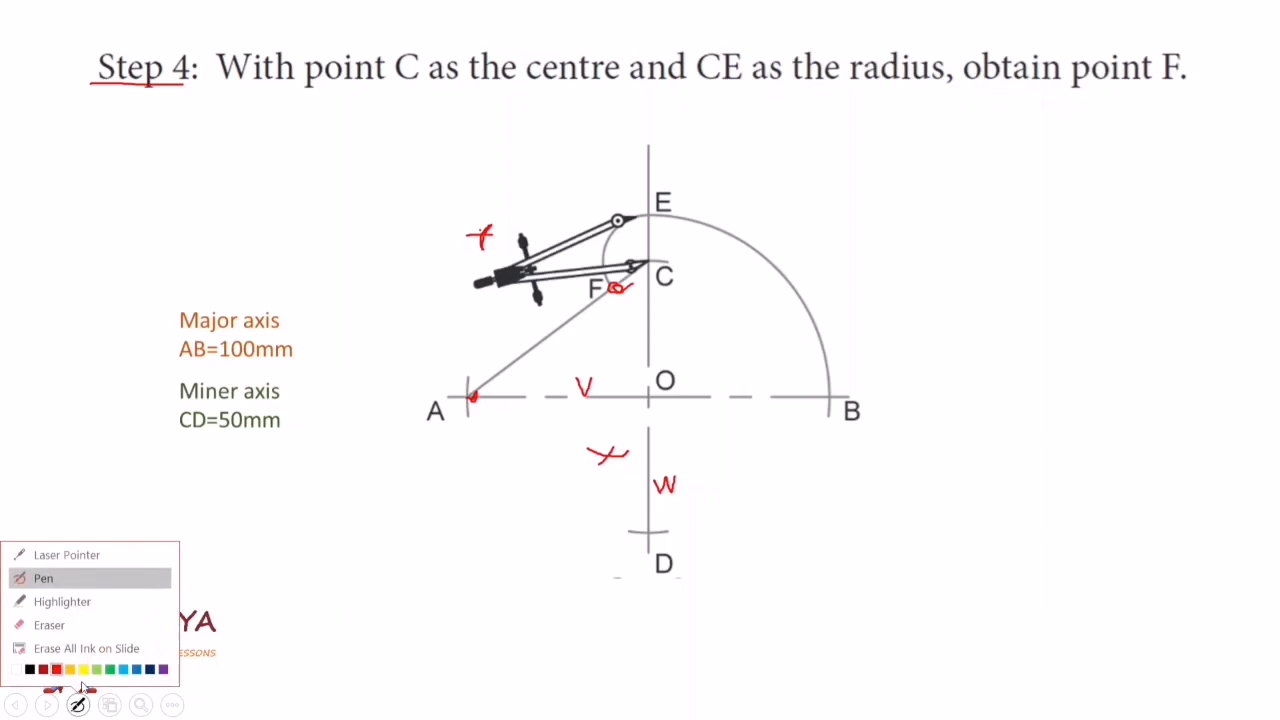 Step 4: With point C as the centre and CE as the radius, obtain point F.
E
C
F
Major axis
AB=100mm
Miner axis
CD=50mm
V
O
A
B
W
D
Laser Pointer
Pen
Highlighter
Eraser
Erase All Ink on Slide
YA
ESSONS